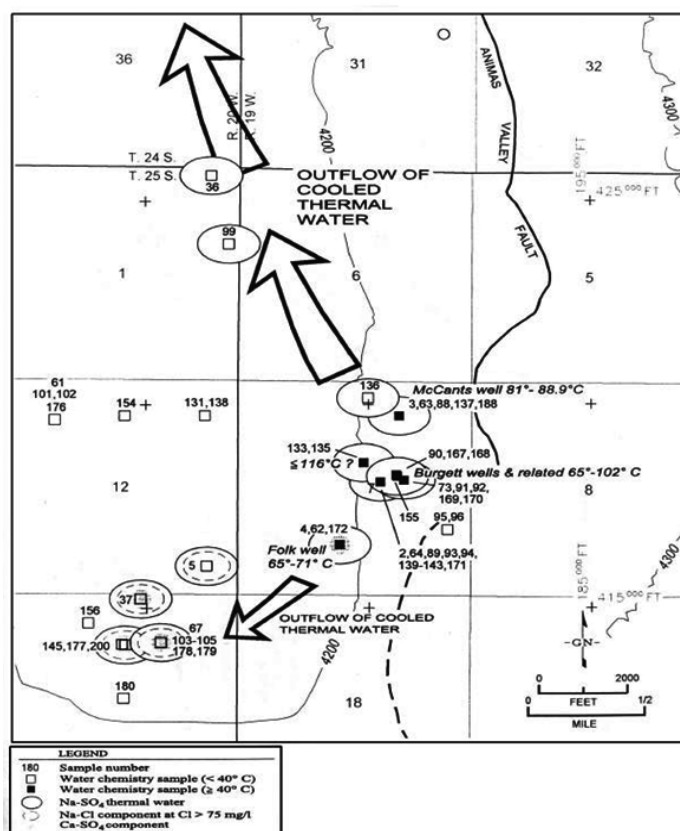 36
31
32
ANIMAS
VALLEY
FAULT
4300
4200
R. 20 W.
R. 19 W.
T. 24 S.
T. 25 S.
36
OUTFLOW OF
COOLED
THERMAL
WATER
195000 FT
425 000 FT
99
1
6
5
61
101,102
176
154
131,138
136
McCants well 81°- 88.9°C
3,63,88,137,188
133,135
≤116°C ?
90,167,168
Burgett wells & related 65°-102° C
73,91,92,
169,170
12
7
8
155
95,96
4,62,172
Folk well
65°-71° C
2,64,89,93,94,
139-143,171
4300
185000 FT
415000 FT
5
37
156
67
103-105
178,179
145,177,200
OUTFLOW OF COOLED
THERMAL WATER
4200
180
18
-GN-
0 2000
FEET
0 1/2
MILE
LEGEND
180 Sample number
Water chemistry sample (< 40° C)
Water chemistry sample (≥ 40° C)
Na-SO4 thermal water
Na-Cl component at Cl > 75 mg/l
Ca-SO4 component